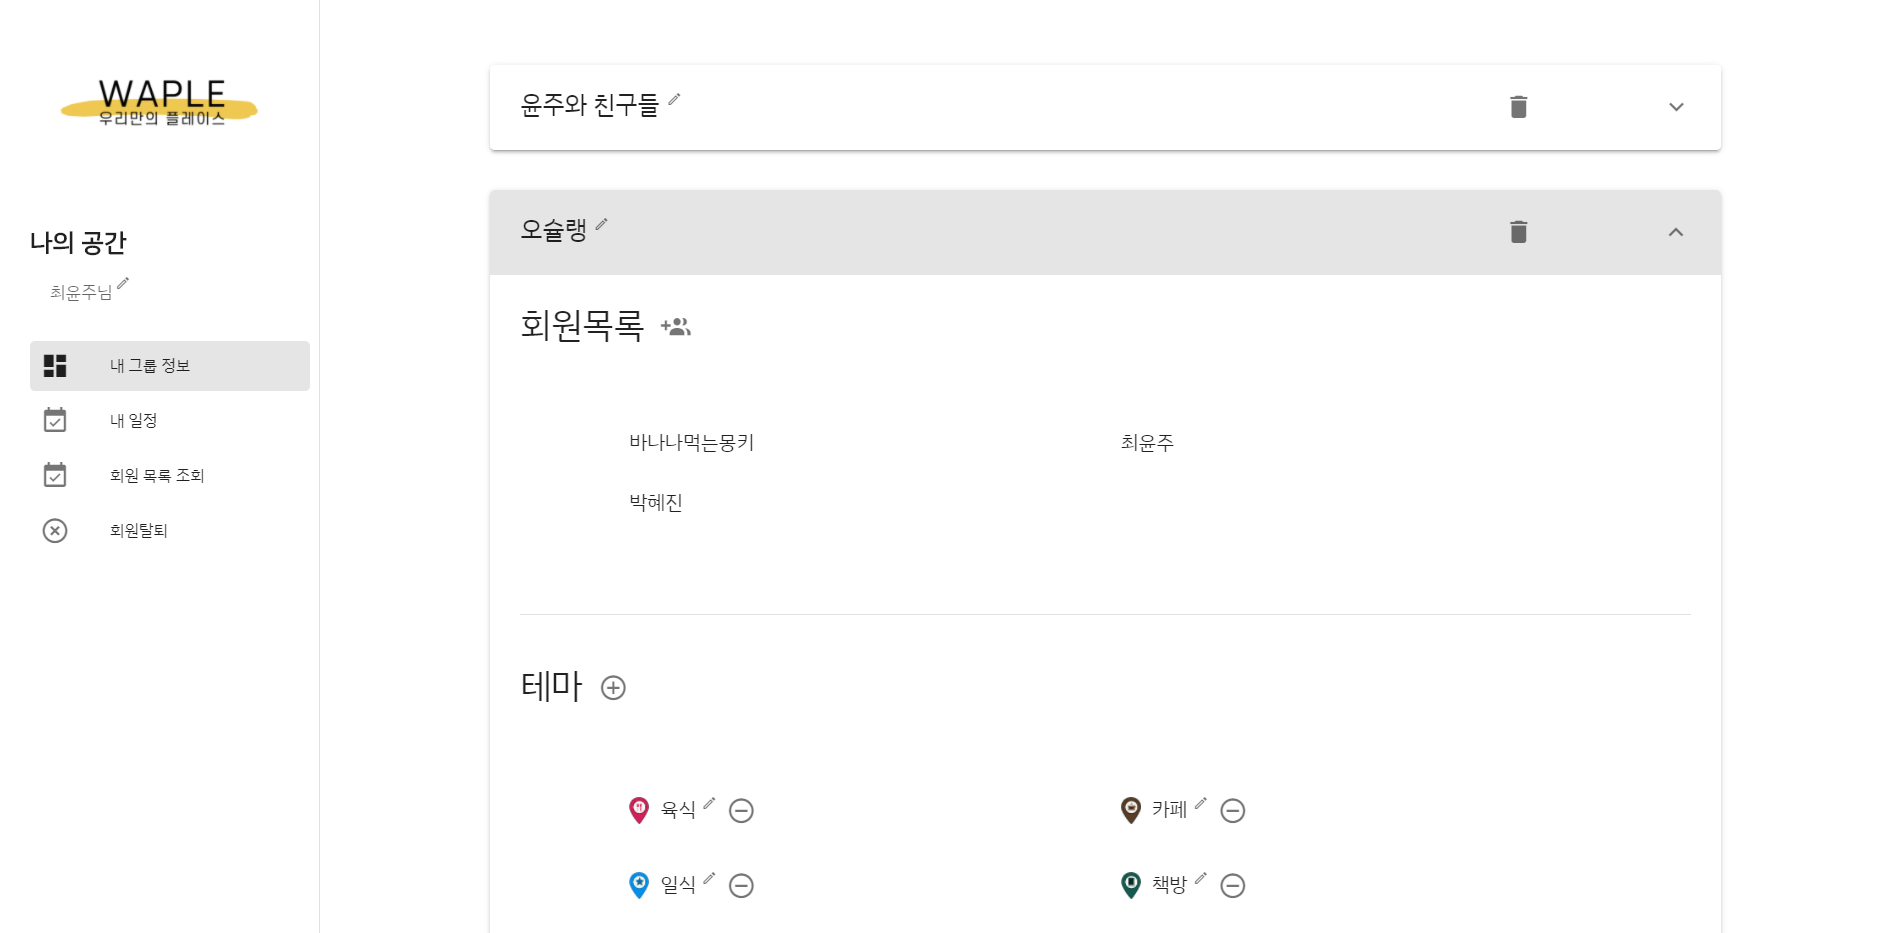 WAPLE
우리만의 플레이스
나의 공간
최윤주님
내 그룹 정보
내 일정
회원 목록 조회
회원탈퇴
윤주와 친구들
오슐랭
회원목록
바나나먹는몽키
최윤주
박혜진
테마
육식
카페
일식
책방